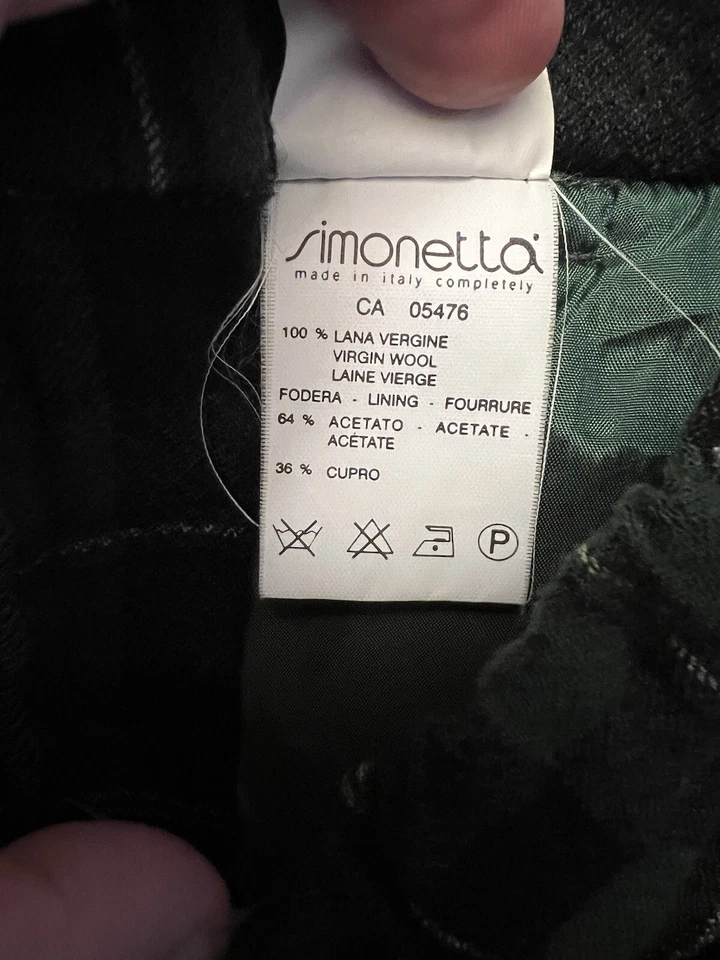 simonetta
made in italy completely
CA 05476
100 % LANA VERGINE
VIRGIN WOOL
LAINE VIERGE
FODERA - LINING - FOURRURE
64 % ACETATO - ACETATE -
ACÉTATE
36 % CUPRO
P